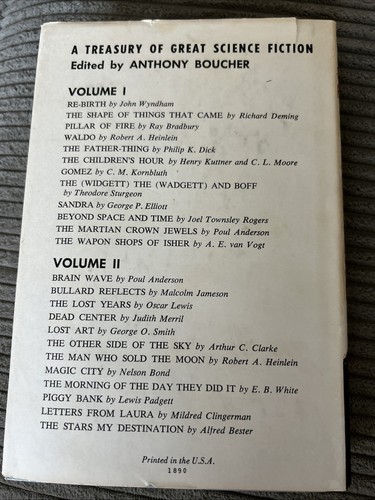 A TREASURY OF GREAT SCIENCE FICTION
Edited by ANTHONY BOUCHER
VOLUME I
RE-BIRTH by John Wyndham
THE SHAPE OF THINGS THAT CAME by Richard Deming
PILLAR OF FIRE by Ray Bradbury
WALDO by Robert A. Heinlein
THE FATHER-THING by Philip K. Dick
THE CHILDREN'S HOUR by Henry Kuttner and C. L. Moore
GOMEZ by C. M. Kornbluth
THE (WIDGETT) THE (WADGETT) AND BOFF
by Theodore Sturgeon
SANDRA by George P. Elliott
BEYOND SPACE AND TIME by Joel Townsley Rogers
THE MARTIAN CROWN JEWELS by Poul Anderson
THE WAPON SHOPS OF ISHER by A. E. van Vogt
VOLUME II
BRAIN WAVE by Poul Anderson
BULLARD REFLECTS by Malcolm Jameson
THE LOST YEARS by Oscar Lewis
DEAD CENTER by Judith Merril
LOST ART by George O. Smith
THE OTHER SIDE OF THE SKY by Arthur C. Clarke
THE MAN WHO SOLD THE MOON by Robert A. Heinlein
MAGIC CITY by Nelson Bond
THE MORNING OF THE DAY THEY DID IT by E. B. White
PIGGY BANK by Lewis Padgett
LETTERS FROM LAURA by Mildred Clingerman
THE STARS MY DESTINATION by Alfred Bester
Printed in the U.S.A.
1890